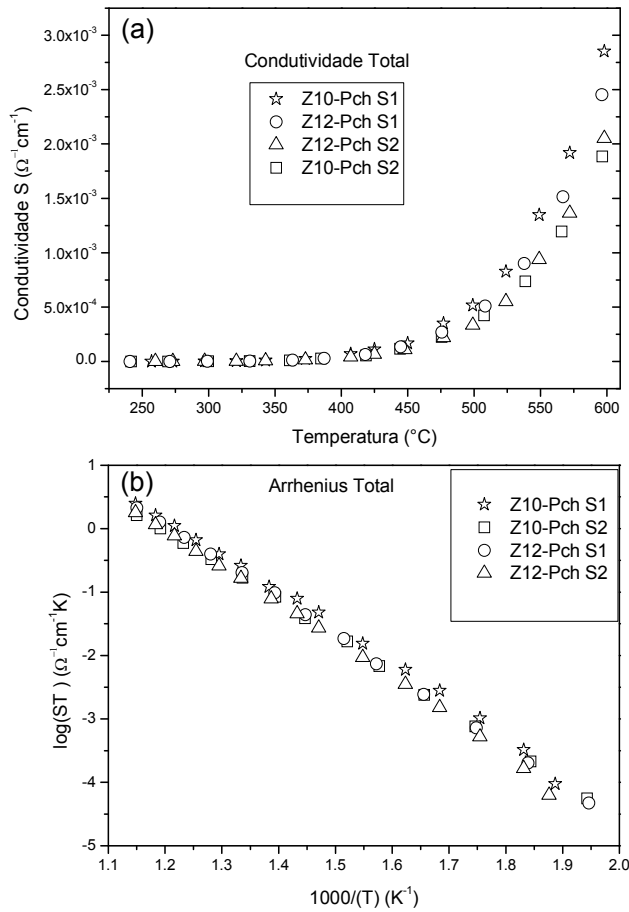 (a)
Condutividade Total
Z10-Pch S1
Z12-Pch S1
Z12-Pch S2
Z10-Pch S2
Condutividade S (Ω⁻¹cm⁻¹)
3.0x10⁻³
2.5x10⁻³
2.0x10⁻³
1.5x10⁻³
1.0x10⁻³
5.0x10⁻⁴
0.0
250 300 350 400 450 500 550 600
Temperatura (°C)
(b)
Arrhenius Total
Z10-Pch S1
Z10-Pch S2
Z12-Pch S1
Z12-Pch S2
log(ST ) (Ω⁻¹cm⁻¹K)
1
0
-1
-2
-3
-4
-5
1.1 1.2 1.3 1.4 1.5 1.6 1.7 1.8 1.9 2.0
1000/(T) (K⁻¹)